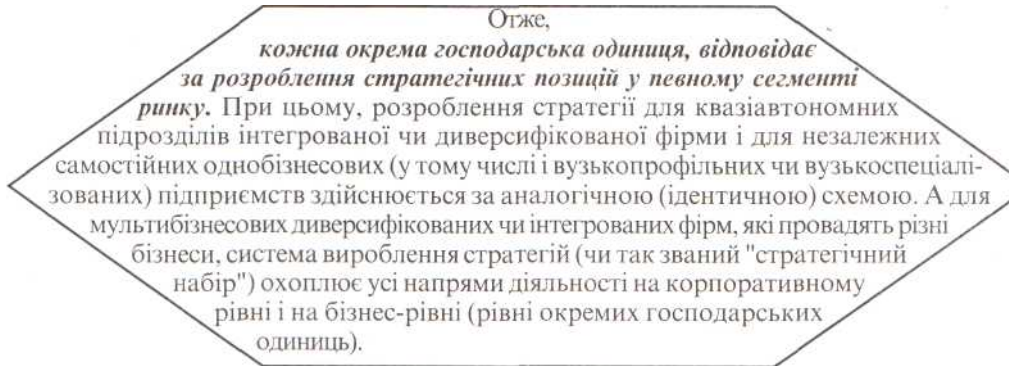 Отже,
кожна окрема господарська одиниця, відповідає
за розроблення стратегічних позицій у певному сегменті
ринку. При цьому, розроблення стратегії для квазіавтономних
підрозділів інтегрованої чи диверсифікованої фірми і для незалежних
самостійних однобізнесових (у тому числі і вузькопрофільних чи вузькоспеціалі-
зованих) підприємств здійснюється за аналогічною (ідентичною) схемою. А для
мультибізнесових диверсифікованих чи інтегрованих фірм, які провадять різні
бізнеси, система вироблення стратегій (чи так званий "стратегічний
набір") охоплює усі напрями діяльності на корпоративному
рівні і на бізнес-рівні (рівні окремих господарських
одиниць).